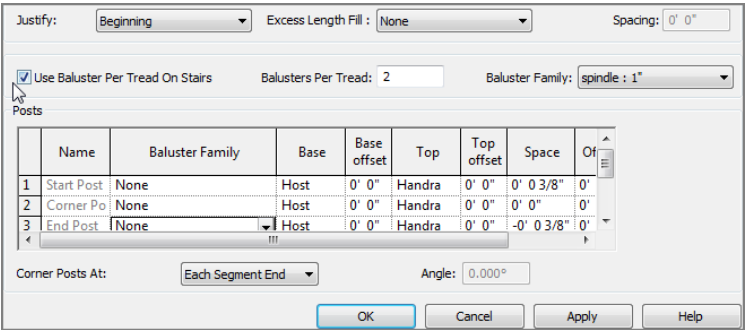 Justify: Beginning Excess Length Fill : None Spacing: 0' 0"
Use Baluster Per Tread On Stairs Balusters Per Tread: 2 Baluster Family: spindle : 1"
Posts
Name Baluster Family Base Base offset Top Top offset Space Of
1 Start Post None Host 0' 0" Handra 0' 0" 0' 0 3/8" 0'
2 Corner Po None Host 0' 0" Handra 0' 0" 0' 0" 0'
3 End Post None Host 0' 0" Handra 0' 0" -0' 0 3/8" 0'
Corner Posts At: Each Segment End Angle: 0.000°
OK Cancel Apply Help